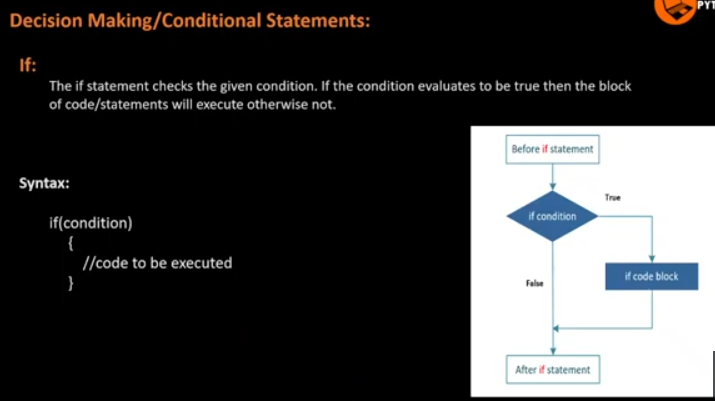 PYT
Decision Making/Conditional Statements:
If:
The if statement checks the given condition. If the condition evaluates to be true then the block
of code/statements will execute otherwise not.
Syntax:
if(condition)
{
//code to be executed
}
Before if statement
if condition
True
if code block
False
After if statement